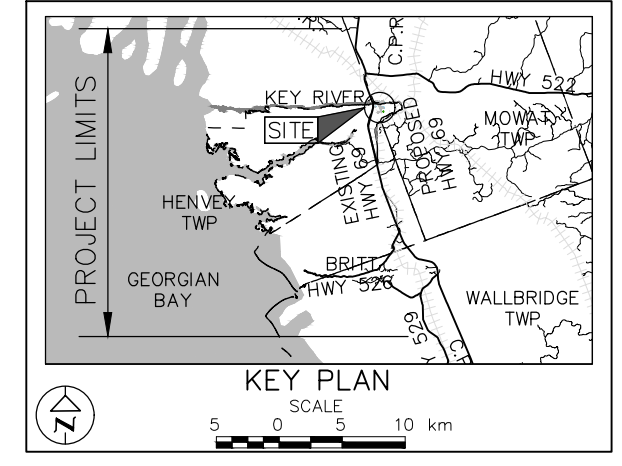 C.P.R
HWY 522
KEY RIVER
MOWAT
TWP
SITE
PROJECT LIMITS
EXISTING
HWY 69
PROPOSED
HWY 69
HENVEY
TWP
BRITT
HWY 526
GEORGIAN
BAY
WALLBRIDGE
TWP
Y 529
C.P
KEY PLAN
SCALE
5 0 5 10 km
N